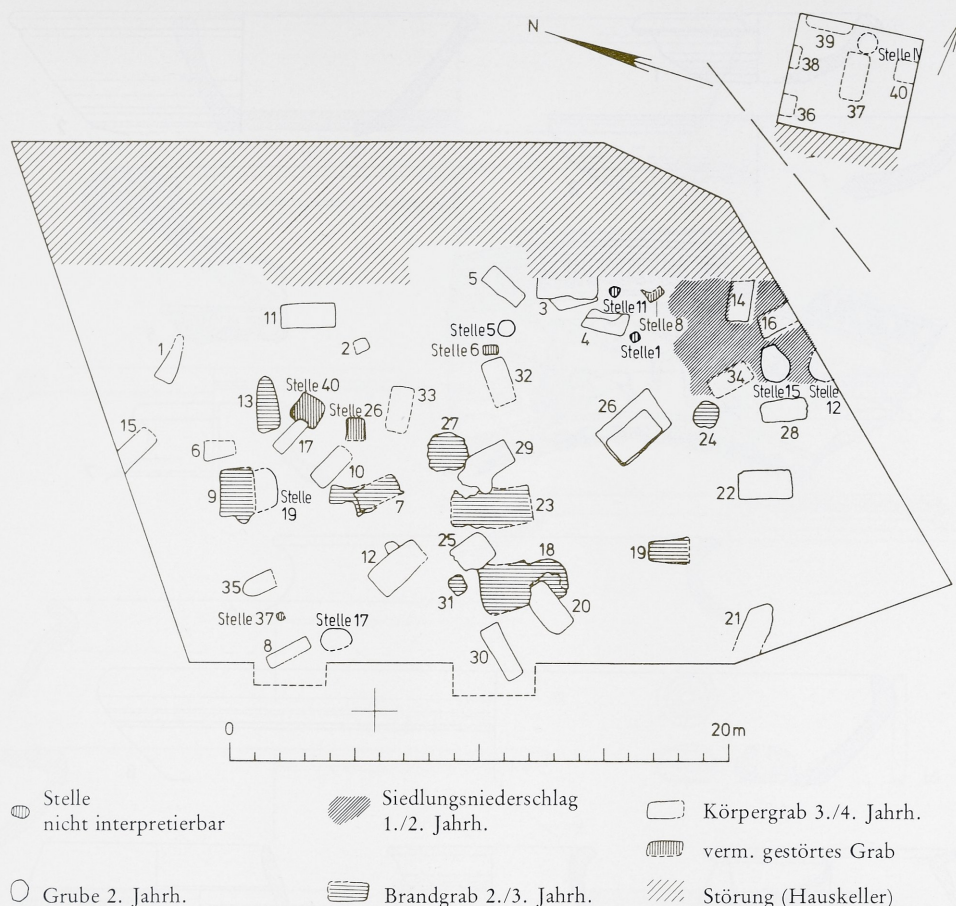 N
39
Stelle IV
38
40
36
37
5
3
Stelle 11
Stelle 8
14
16
11
4
Stelle 1
Stelle 5
1
2
Stelle 6
32
34
Stelle 15
Stelle 12
Stelle 40
13
33
26
24
28
Stelle 26
15
17
27
6
29
10
22
9
Stelle 19
7
23
25
18
19
12
35
31
20
Stelle 37
Stelle 17
21
8
30
0
20 m
Stelle
nicht interpretierbar
Siedlungsniederschlag
1./2. Jahrh.
Körpergrab 3./4. Jahrh.
verm. gestörtes Grab
Grube 2. Jahrh.
Brandgrab 2./3. Jahrh.
Störung (Hauskeller)